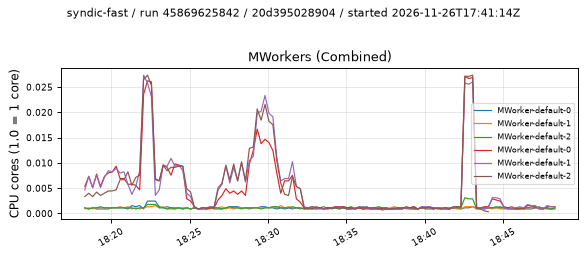 syndic-fast / run 45869625842 / 20d395028904 / started 2026-11-26T17:41:14Z
MWorkers (Combined)
CPU cores (1.0 = 1 core)
0.025
0.020
0.015
0.010
0.005
0.000
MWorker-default-0
MWorker-default-1
MWorker-default-2
MWorker-default-0
MWorker-default-1
MWorker-default-2
18:20
18:25
18:30
18:35
18:40
18:45